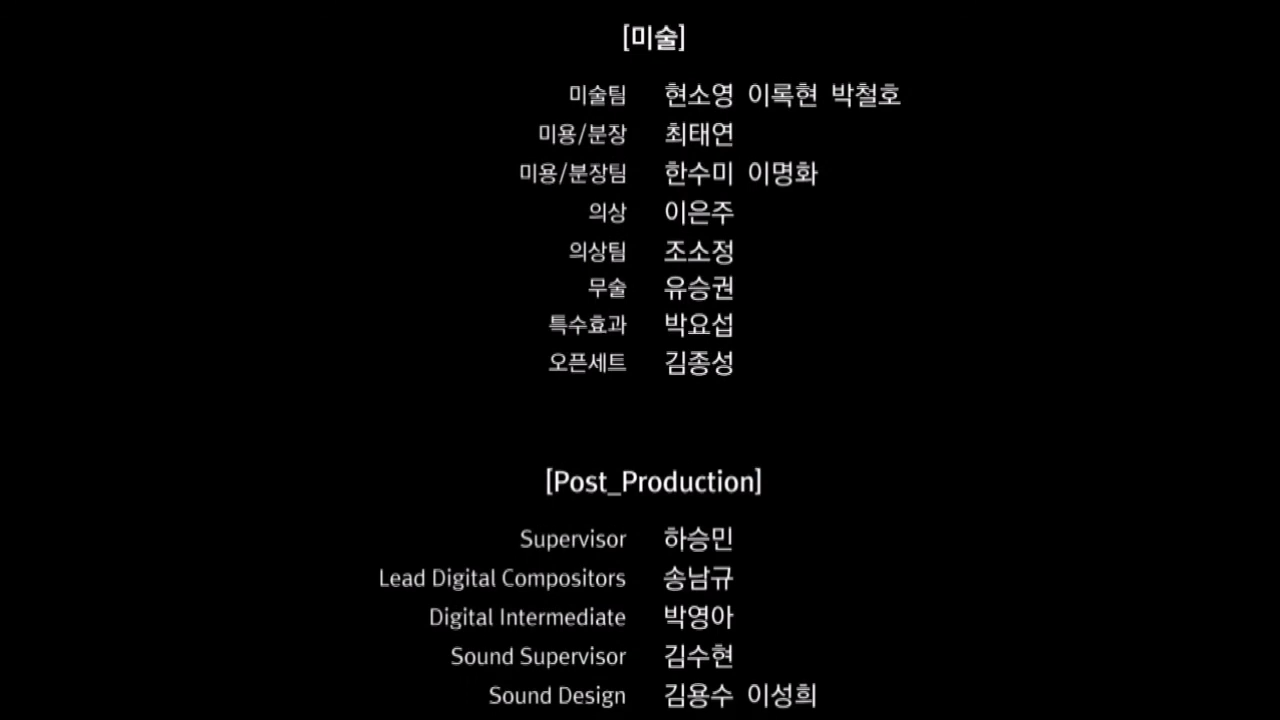 [미술]
미술팀 현소영 이록현 박철호
미용/분장 최태연
미용/분장팀 한수미 이명화
의상 이은주
의상팀 조소정
무술 유승권
특수효과 박요섭
오픈세트 김종성
[Post_Production]
Supervisor 하승민
Lead Digital Compositors 송남규
Digital Intermediate 박영아
Sound Supervisor 김수현
Sound Design 김용수 이성희